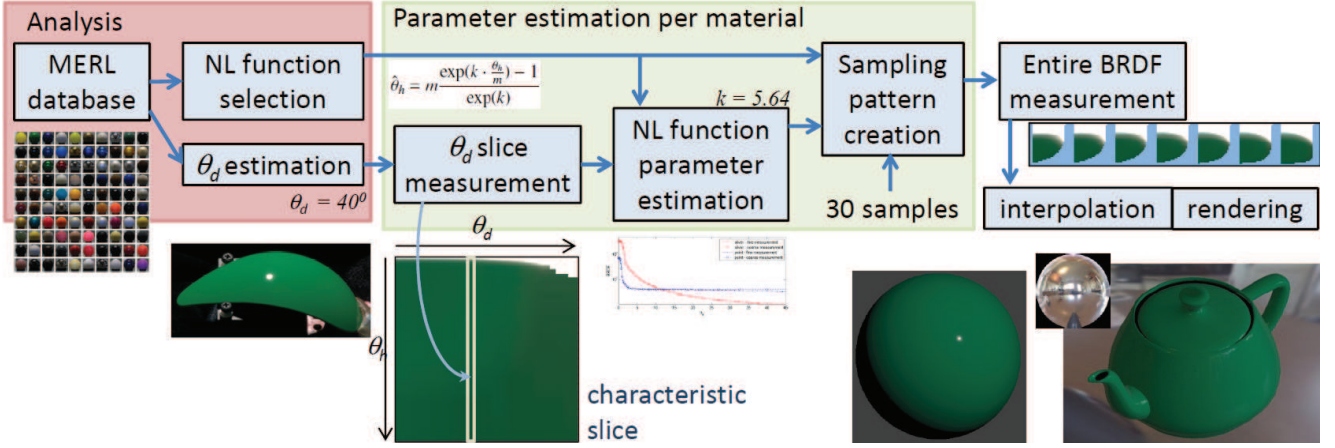 Analysis
MERL
database
NL function
selection
θd estimation
θd = 40⁰
Parameter estimation per material
θ̂h = m (exp(k · θh/m) − 1) / exp(k)
θd slice
measurement
k = 5.64
NL function
parameter
estimation
Sampling
pattern
creation
30 samples
Entire BRDF
measurement
interpolation
rendering
θd
θh
characteristic
slice